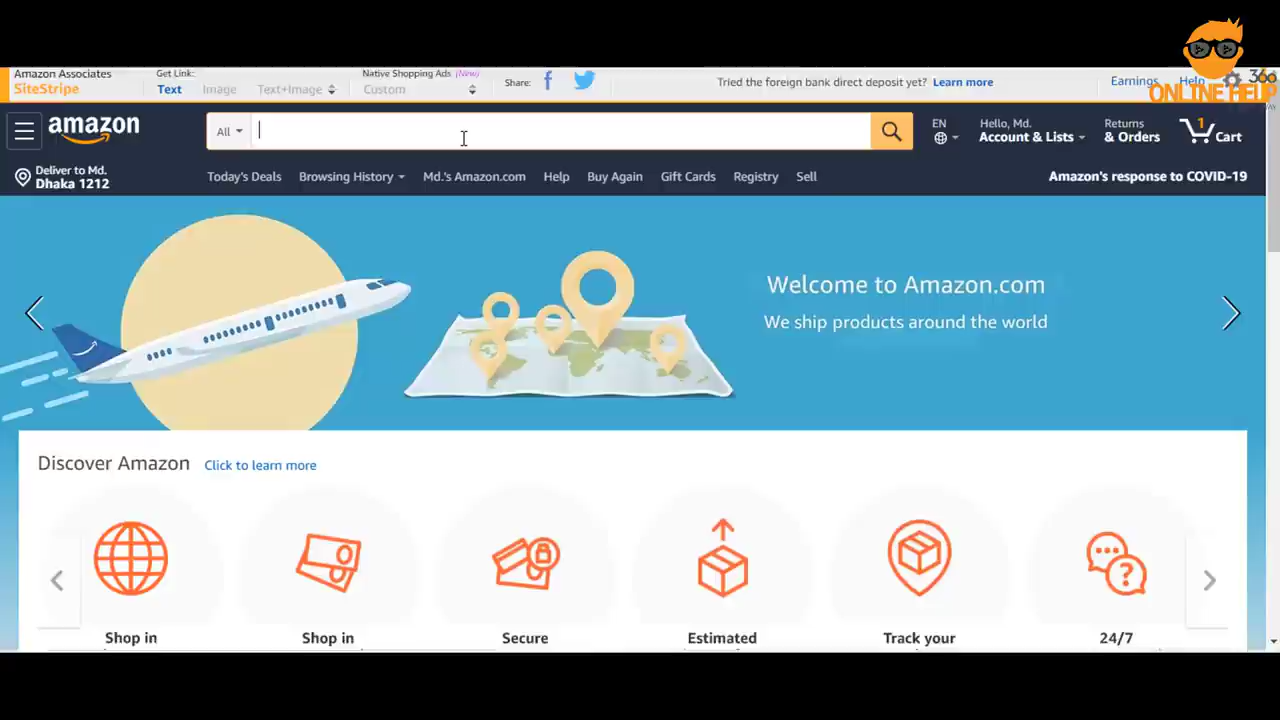 Amazon Associates
SiteStripe
Get Link:
Text Image Text+Image
Native Shopping Ads (New)
Custom
Share:
Tried the foreign bank direct deposit yet? Learn more
Earnings Help
360
ONLINE HELP
amazon
All
EN
Hello, Md.
Account & Lists
Returns
& Orders
1
Cart
Deliver to Md.
Dhaka 1212
Today's Deals Browsing History Md.'s Amazon.com Help Buy Again Gift Cards Registry Sell
Amazon's response to COVID-19
Welcome to Amazon.com
We ship products around the world
Discover Amazon Click to learn more
Shop in Shop in Secure Estimated Track your 24/7